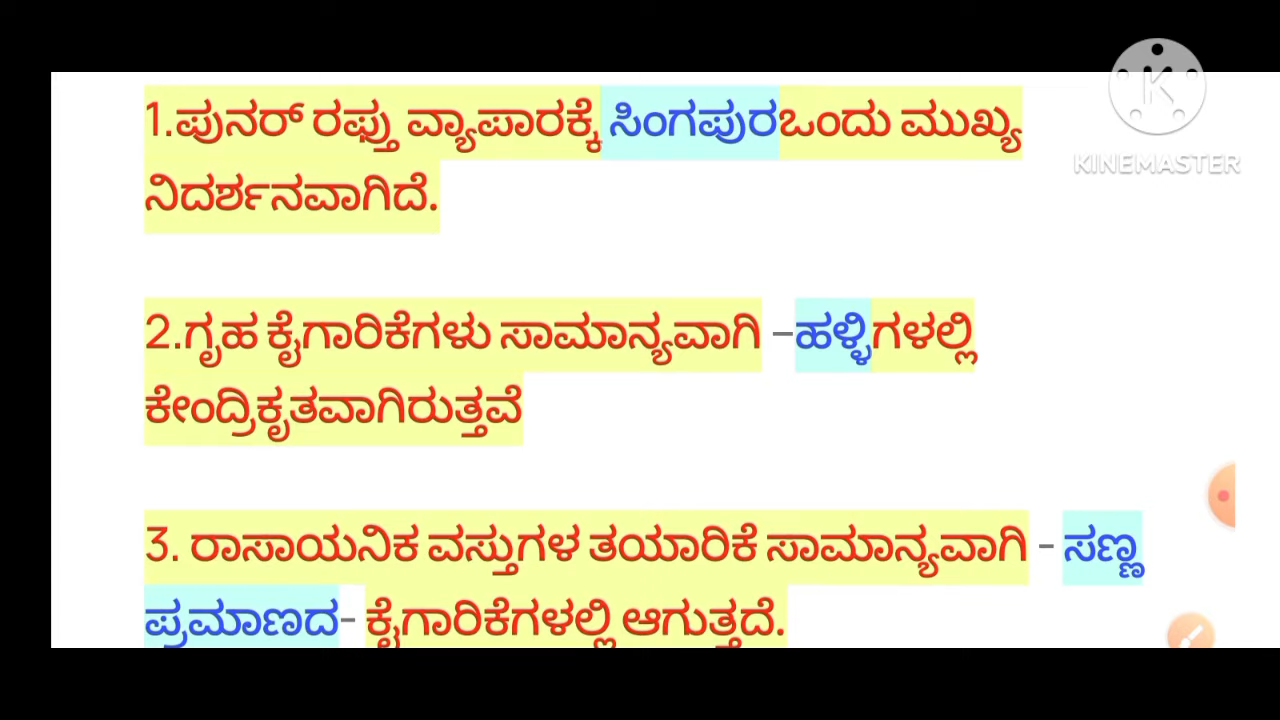 1.ಪುನರ್ ರಫ್ತು ವ್ಯಾಪಾರಕ್ಕೆ ಸಿಂಗಪುರಒಂದು ಮುಖ್ಯ
ನಿದರ್ಶನವಾಗಿದೆ.
KINEMASTER
2.ಗೃಹ ಕೈಗಾರಿಕೆಗಳು ಸಾಮಾನ್ಯವಾಗಿ –ಹಳ್ಳಿಗಳಲ್ಲಿ
ಕೇಂದ್ರಿಕೃತವಾಗಿರುತ್ತವೆ
3. ರಾಸಾಯನಿಕ ವಸ್ತುಗಳ ತಯಾರಿಕೆ ಸಾಮಾನ್ಯವಾಗಿ - ಸಣ್ಣ
ಪ್ರಮಾಣದ- ಕೈಗಾರಿಕೆಗಳಲ್ಲಿ ಆಗುತ್ತದೆ.